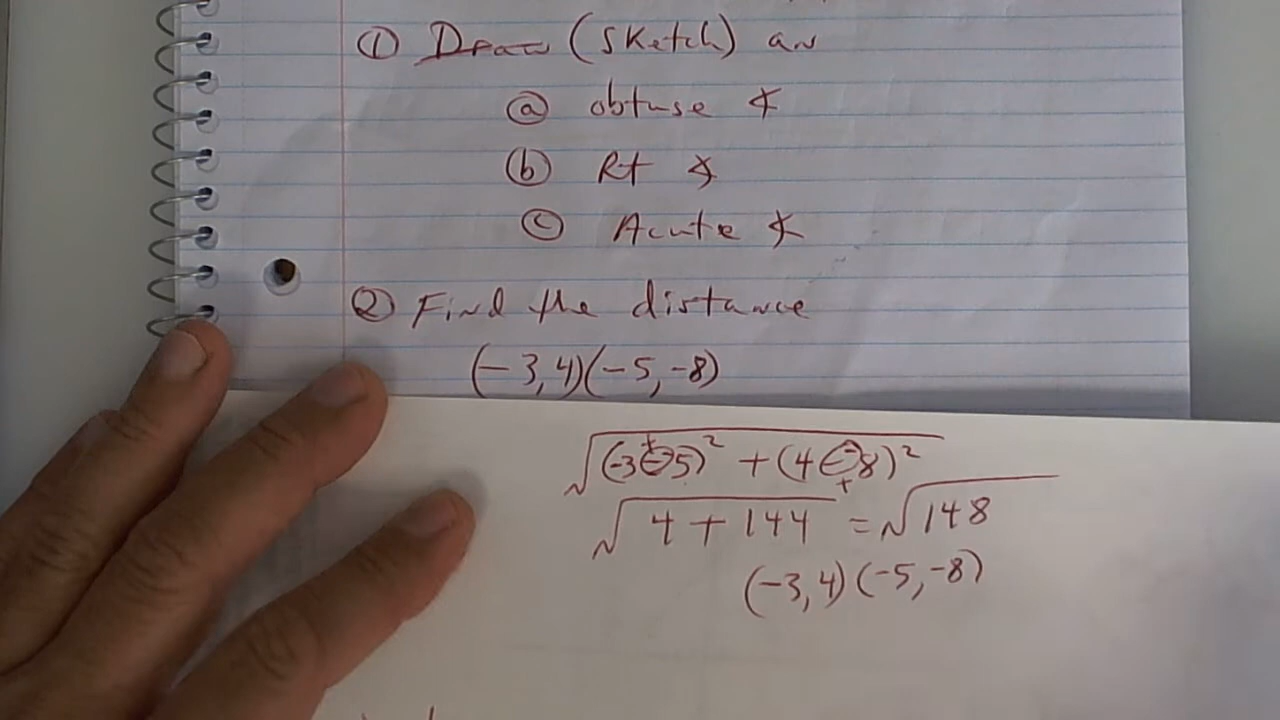 ① Draw (Sketch) an
ⓐ obtuse ∢
ⓑ Rt ∢
ⓒ Acute ∢
② Find the distance
(-3,4)(-5,-8)
√(-3--5)² + (4--8)²
√4+144 = √148
(-3,4)(-5,-8)